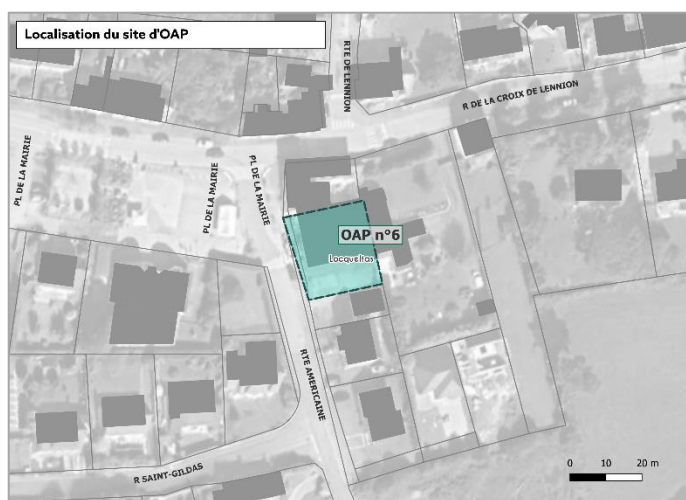 Localisation du site d'OAP
RTE DE LENNION
R DE LA CROIX DE LENNION
PL DE LA MAIRIE
PL DE LA MAIRIE
PL DE LA MAIRIE
OAP n°6
Locqueltas
RTE AMERICAINE
R SAINT-GILDAS
0 10 20 m